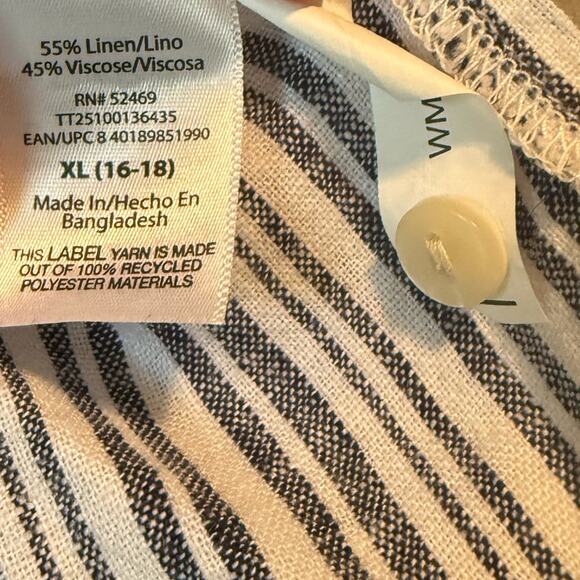 55% Linen/Lino
45% Viscose/Viscosa
RN# 52469
TT25100136435
EAN/UPC 8 40189851990
XL (16-18)
Made In/Hecho En
Bangladesh
THIS LABEL YARN IS MADE
OUT OF 100% RECYCLED
POLYESTER MATERIALS
WM